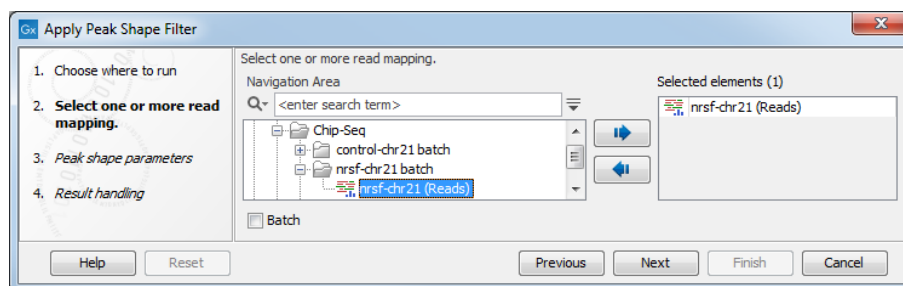 Gx Apply Peak Shape Filter
1. Choose where to run
2. Select one or more read
mapping.
3. Peak shape parameters
4. Result handling
Select one or more read mapping.
Navigation Area
<enter search term>
Chip-Seq
control-chr21 batch
nrsf-chr21 batch
nrsf-chr21 (Reads)
Batch
Selected elements (1)
nrsf-chr21 (Reads)
Help Reset Previous Next Finish Cancel